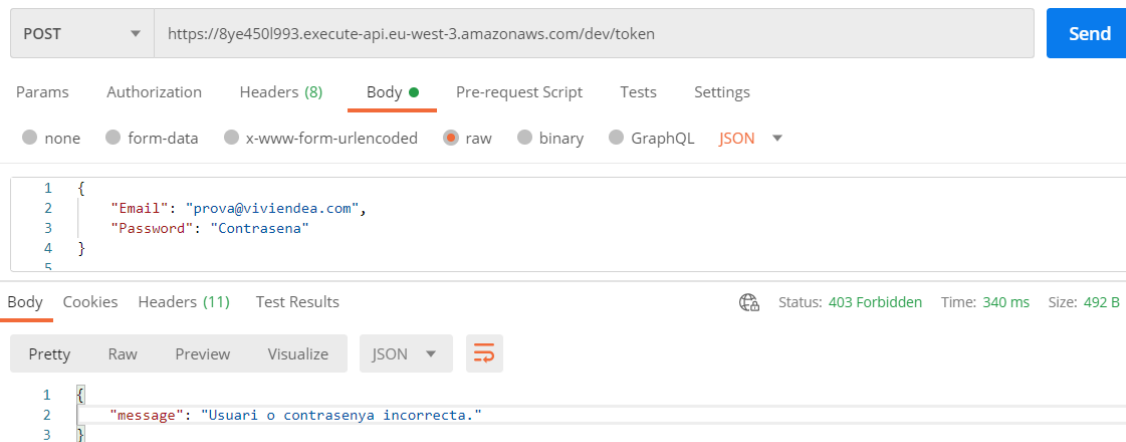 POST https://8ye450l993.execute-api.eu-west-3.amazonaws.com/dev/token Send
Params Authorization Headers (8) Body Pre-request Script Tests Settings
none form-data x-www-form-urlencoded raw binary GraphQL JSON
1 {
2 "Email": "prova@viviendea.com",
3 "Password": "Contrasena"
4 }
5
Body Cookies Headers (11) Test Results Status: 403 Forbidden Time: 340 ms Size: 492 B
Pretty Raw Preview Visualize JSON
1 {
2 "message": "Usuari o contrasenya incorrecta."
3 }